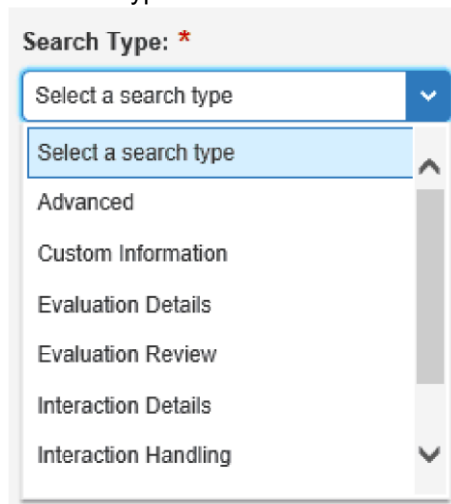 Search Type: *
Select a search type
Select a search type
Advanced
Custom Information
Evaluation Details
Evaluation Review
Interaction Details
Interaction Handling